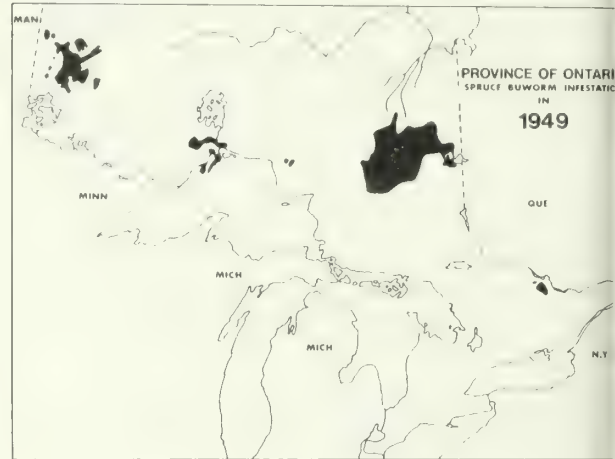 MAN
PROVINCE OF ONTARI
SPRUCE BUWORM INFESTATIO
IN
1949
MINN
QUE
MICH
MICH
N.Y